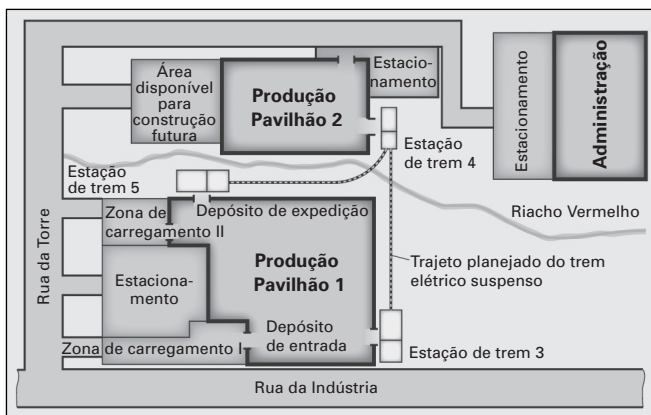 Área
disponível
para
construção
futura
Produção
Pavilhão 2
Estacio-
namento
Estacionamento
Administração
Estação
de trem 4
Estação
de trem 5
Riacho Vermelho
Rua da Torre
Zona de
carregamento II
Depósito de expedição
Produção
Pavilhão 1
Trajeto planejado do trem
elétrico suspenso
Estaciona-
mento
Depósito
de entrada
Zona de carregamento I
Estação de trem 3
Rua da Indústria